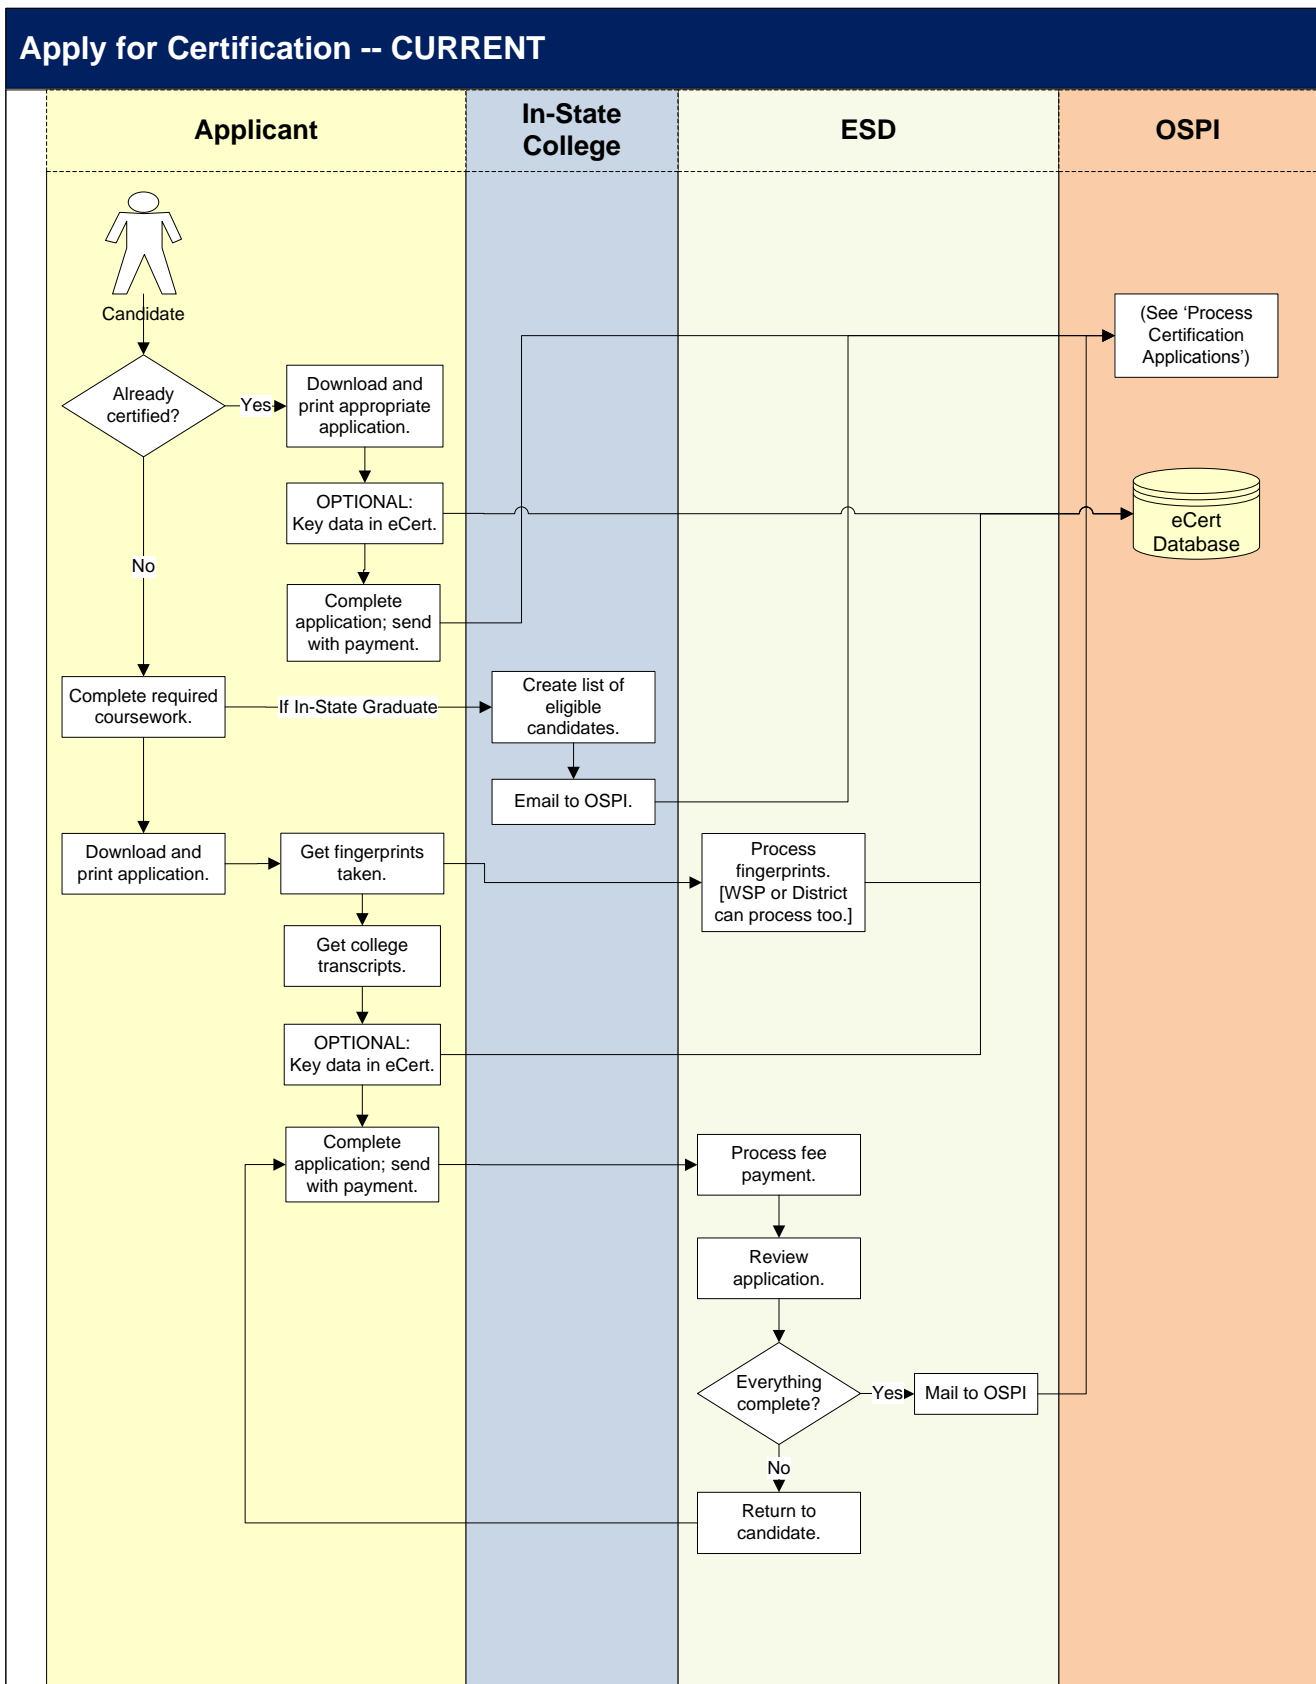 Apply for Certification -- CURRENT
Applicant
In-State
College
ESD
OSPI
Candidate
(See ‘Process
Certification
Applications’)
Already
certified?
Yes
Download and
print appropriate
application.
OPTIONAL:
Key data in eCert.
eCert
Database
No
Complete
application; send
with payment.
Complete required
coursework.
If In-State Graduate
Create list of
eligible
candidates.
Email to OSPI.
Download and
print application.
Get fingerprints
taken.
Process
fingerprints.
[WSP or District
can process too.]
Get college
transcripts.
OPTIONAL:
Key data in eCert.
Complete
application; send
with payment.
Process fee
payment.
Review
application.
Everything
complete?
Yes
Mail to OSPI
No
Return to
candidate.